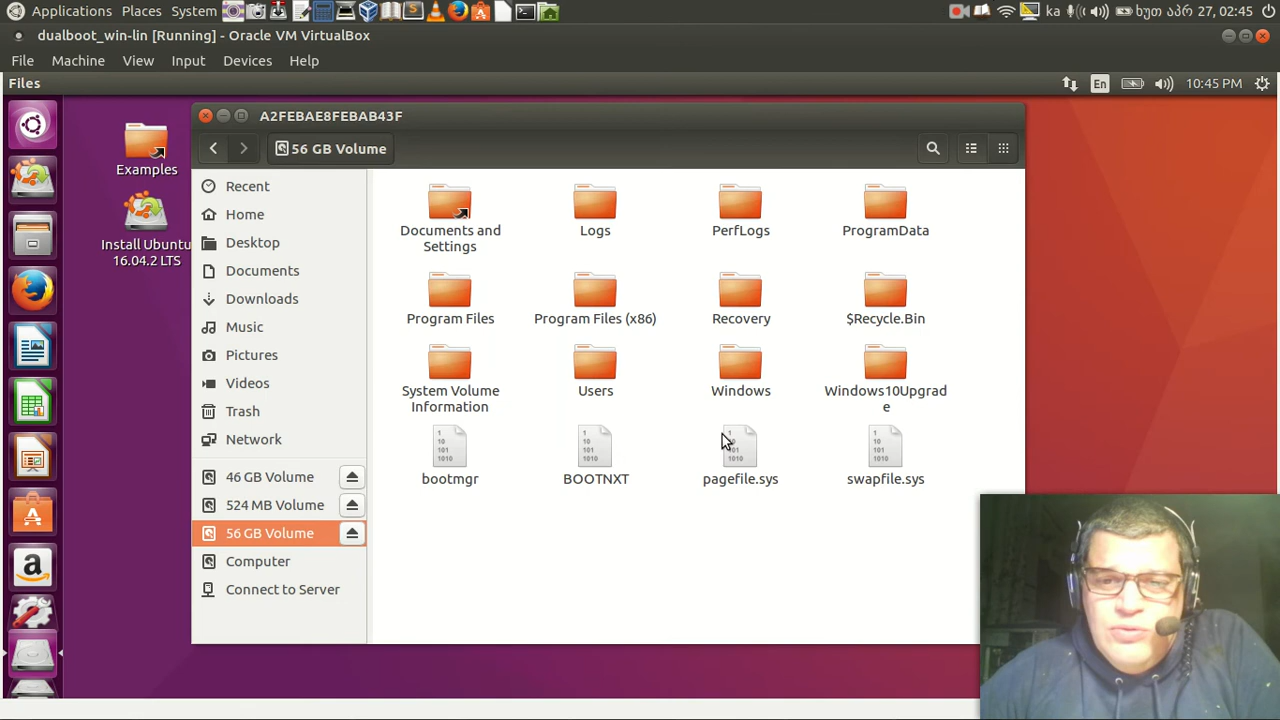 Applications Places System
ka
ხუთ აპრ 27, 02:45
dualboot_win-lin [Running] - Oracle VM VirtualBox
File Machine View Input Devices Help
Files
En
10:45 PM
A2FEBAE8FEBAB43F
56 GB Volume
Examples
Install Ubuntu
16.04.2 LTS
Recent
Home
Desktop
Documents
Downloads
Music
Pictures
Videos
Trash
Network
46 GB Volume
524 MB Volume
56 GB Volume
Computer
Connect to Server
Documents and
Settings
Logs
PerfLogs
ProgramData
Program Files
Program Files (x86)
Recovery
$Recycle.Bin
System Volume
Information
Users
Windows
Windows10Upgrad
e
bootmgr
BOOTNXT
pagefile.sys
swapfile.sys